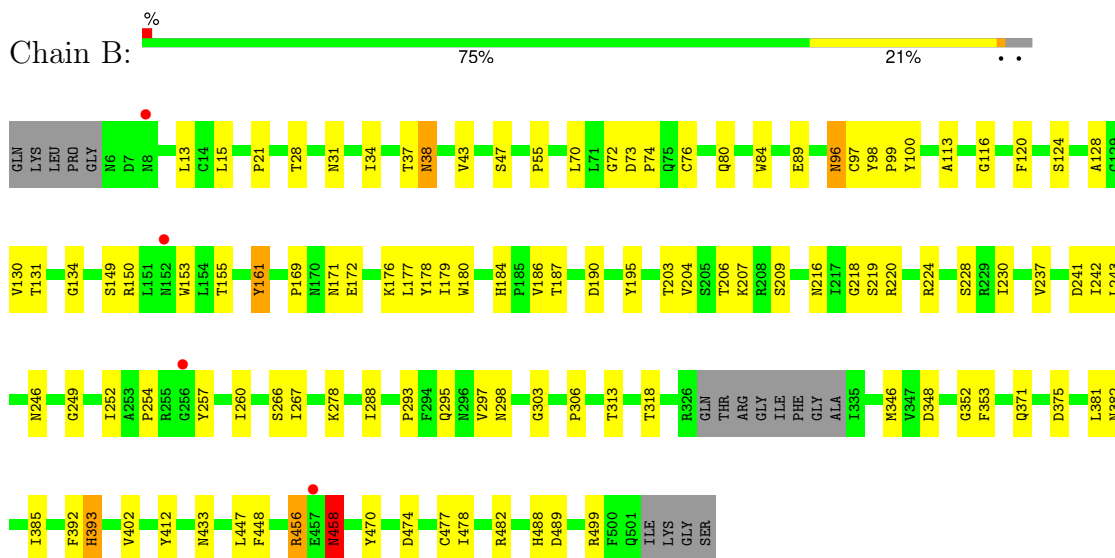 %
Chain B:
75% 21% • •
GLN LYS LEU PRO GLY N6 D7 N8 L13 C14 L15 P21 T28 N31 I34 T37 N38 V43 S47 P55 L70 L71 G72 D73 P74 Q75 C76 Q80 W84 E89 N96 C97 Y98 P99 Y100 A113 G116 F120 S124 A128 G129
V130 T131 G134 S149 R150 L151 N152 W153 L154 T155 Y161 P169 N170 N171 E172 K176 L177 Y178 I179 W180 H184 P185 V186 T187 D190 Y195 T203 V204 S205 T206 K207 R208 S209 N216 I217 G218 S219 R220 R224 S228 R229 I230 V237 D241 I242 L243
N246 G249 I252 A253 P254 R255 G256 Y257 I260 S266 I267 K278 I288 P293 F294 Q295 N296 V297 N298 G303 P306 T313 T318 R326 GLN THR ARG GLY ILE PHE GLY ALA Q335 M346 V347 D348 G352 F353 Q371 D375 L381 N382
I385 F392 H393 V402 Y412 N433 L447 F448 R456 E457 N458 Y470 D474 C477 I478 R482 H488 D489 R499 F500 Q501 ILE LYS GLY SER